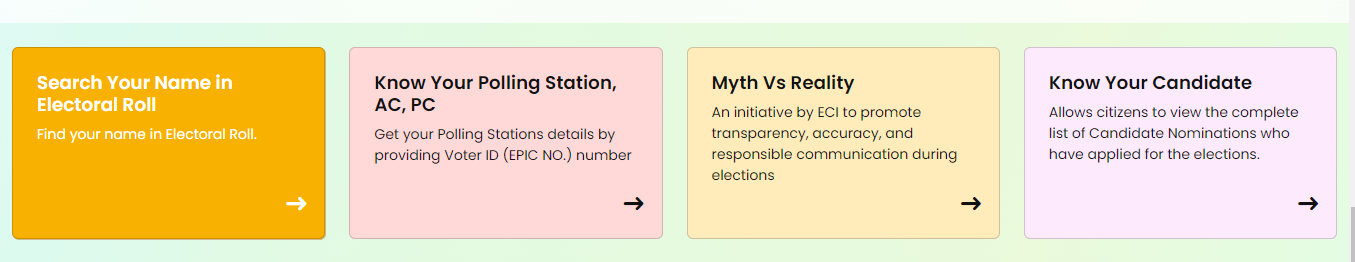 Search Your Name in
Electoral Roll
Find your name in Electoral Roll.
Know Your Polling Station,
AC, PC
Get your Polling Stations details by
providing Voter ID (EPIC NO.) number
Myth Vs Reality
An initiative by ECI to promote
transparency, accuracy, and
responsible communication during
elections
Know Your Candidate
Allows citizens to view the complete
list of Candidate Nominations who
have applied for the elections.